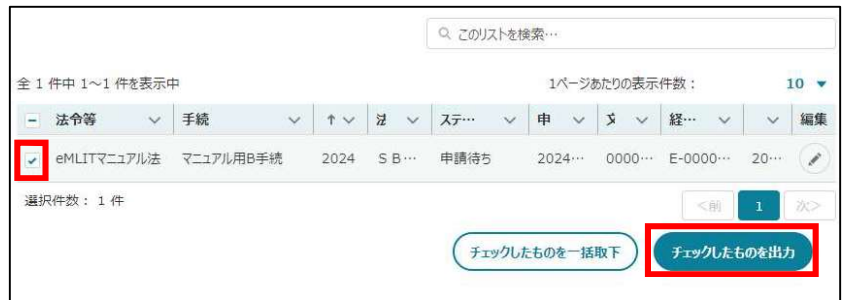 このリストを検索…
全 1 件中 1～1 件を表示中 1ページあたりの表示件数： 10
法令等 手続 ステ… 申 経… 編集
eMLITマニュアル法 マニュアル用B手続 2024 S B… 申請待ち 2024… 0000… E-0000… 20…
選択件数： 1 件 <前 1 次>
チェックしたものを一括取下 チェックしたものを出力